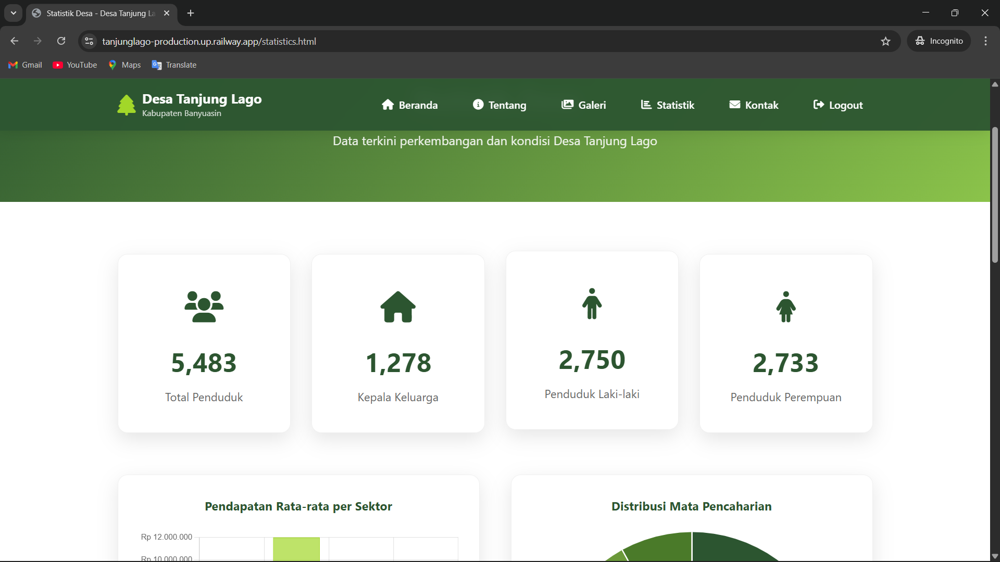 Statistik Desa - Desa Tanjung La
tanjunglago-production.up.railway.app/statistics.html
Incognito
Gmail
YouTube
Maps
Translate
Desa Tanjung Lago
Kabupaten Banyuasin
Beranda
Tentang
Galeri
Statistik
Kontak
Logout
Data terkini perkembangan dan kondisi Desa Tanjung Lago
5,483
Total Penduduk
1,278
Kepala Keluarga
2,750
Penduduk Laki-laki
2,733
Penduduk Perempuan
Pendapatan Rata-rata per Sektor
Rp 12.000.000
Rp 10.000.000
Distribusi Mata Pencaharian